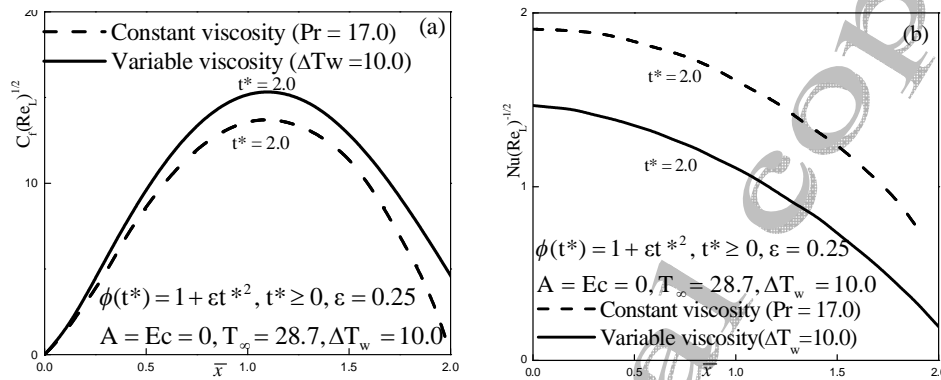 20
Constant viscosity (Pr = 17.0) (a)
Variable viscosity (ΔTw =10.0)
t* = 2.0
t* = 2.0
C_f(Re_L)^{1/2}
10
ϕ(t*) = 1 + εt*², t* ≥ 0, ε = 0.25
A = Ec = 0, T_∞ = 28.7, ΔT_w = 10.0
0
0.0 0.5 1.0 1.5 2.0
x̄
2
(b)
t* = 2.0
t* = 2.0
Nu(Re_L)^{-1/2}
1
ϕ(t*) = 1 + εt*², t* ≥ 0, ε = 0.25
A = Ec = 0, T_∞ = 28.7, ΔT_w = 10.0
Constant viscosity (Pr = 17.0)
Variable viscosity(ΔT_w=10.0)
0
0.0 0.5 1.0 1.5 2.0
x̄
al cop